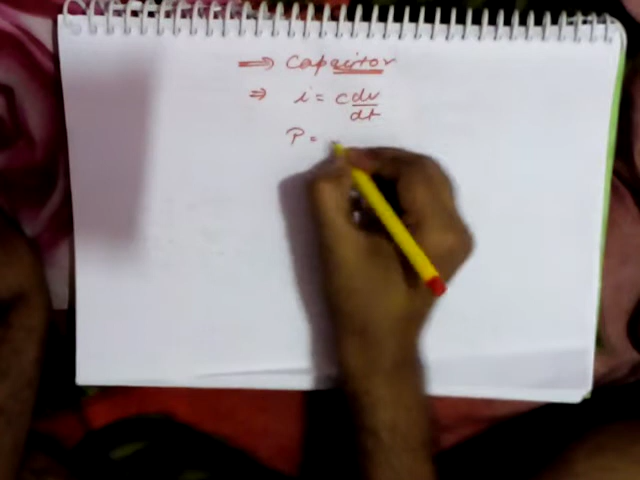 ⇒ Capacitor
⇒ i = C dv/dt
P =